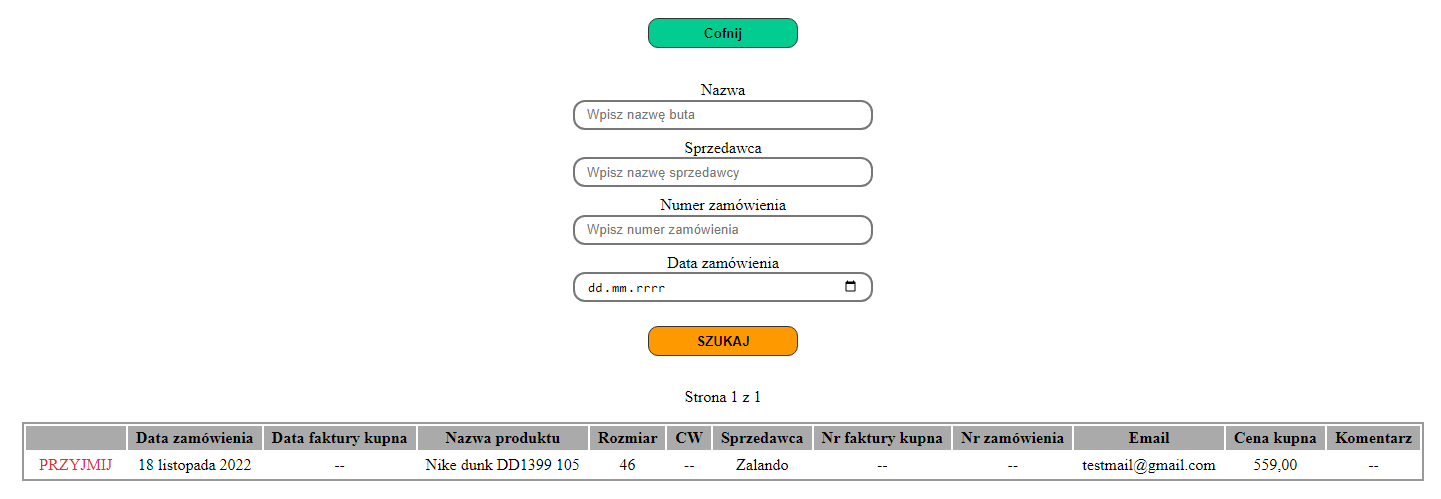 Cofnij
Nazwa
Wpisz nazwę buta
Sprzedawca
Wpisz nazwę sprzedawcy
Numer zamówienia
Wpisz numer zamówienia
Data zamówienia
dd.mm.rrrr
SZUKAJ
Strona 1 z 1
Data zamówienia Data faktury kupna Nazwa produktu Rozmiar CW Sprzedawca Nr faktury kupna Nr zamówienia Email Cena kupna Komentarz
PRZYJMIJ 18 listopada 2022 -- Nike dunk DD1399 105 46 -- Zalando -- -- testmail@gmail.com 559,00 --